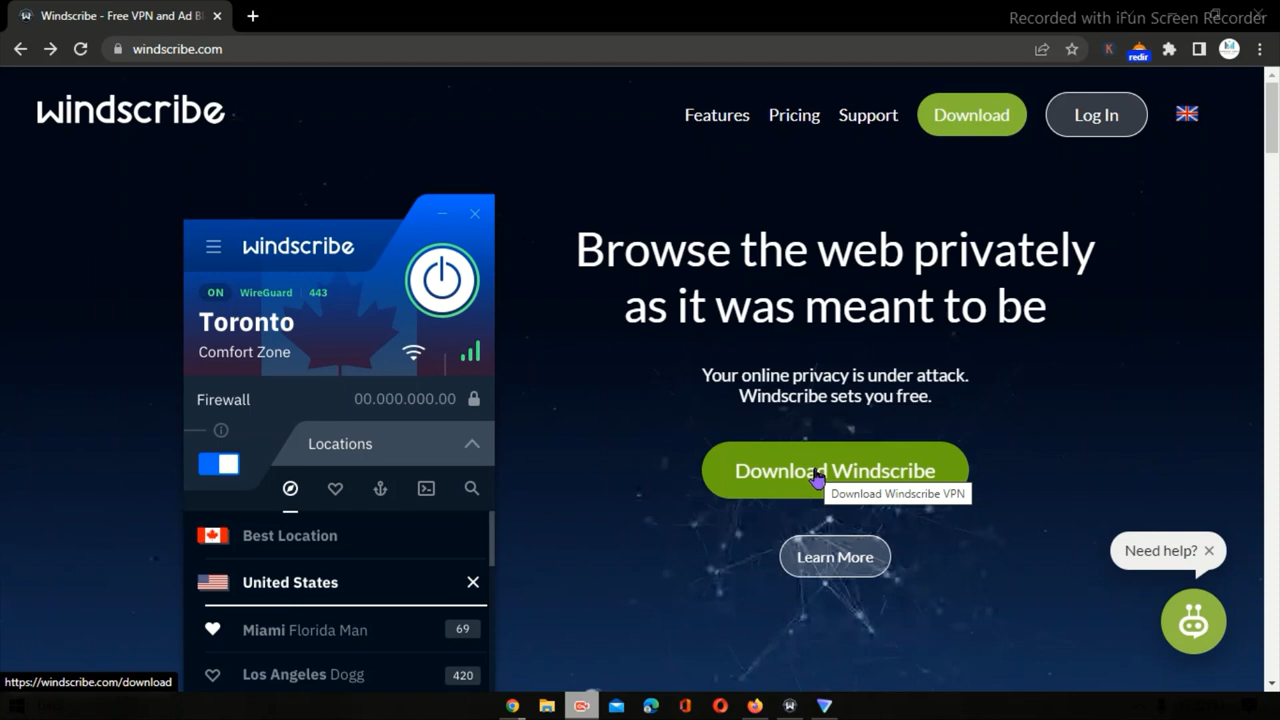 Windscribe - Free VPN and Ad Bl
Recorded with iFun Screen Recorder
windscribe.com
K
redir
windscribe
Features
Pricing
Support
Download
Log In
windscribe
ON WireGuard 443
Toronto
Comfort Zone
Firewall 00.000.000.00
Locations
Best Location
United States
Miami Florida Man 69
Los Angeles Dogg 420
Browse the web privately
as it was meant to be
Your online privacy is under attack.
Windscribe sets you free.
Download Windscribe
Download Windscribe VPN
Learn More
Need help?
https://windscribe.com/download